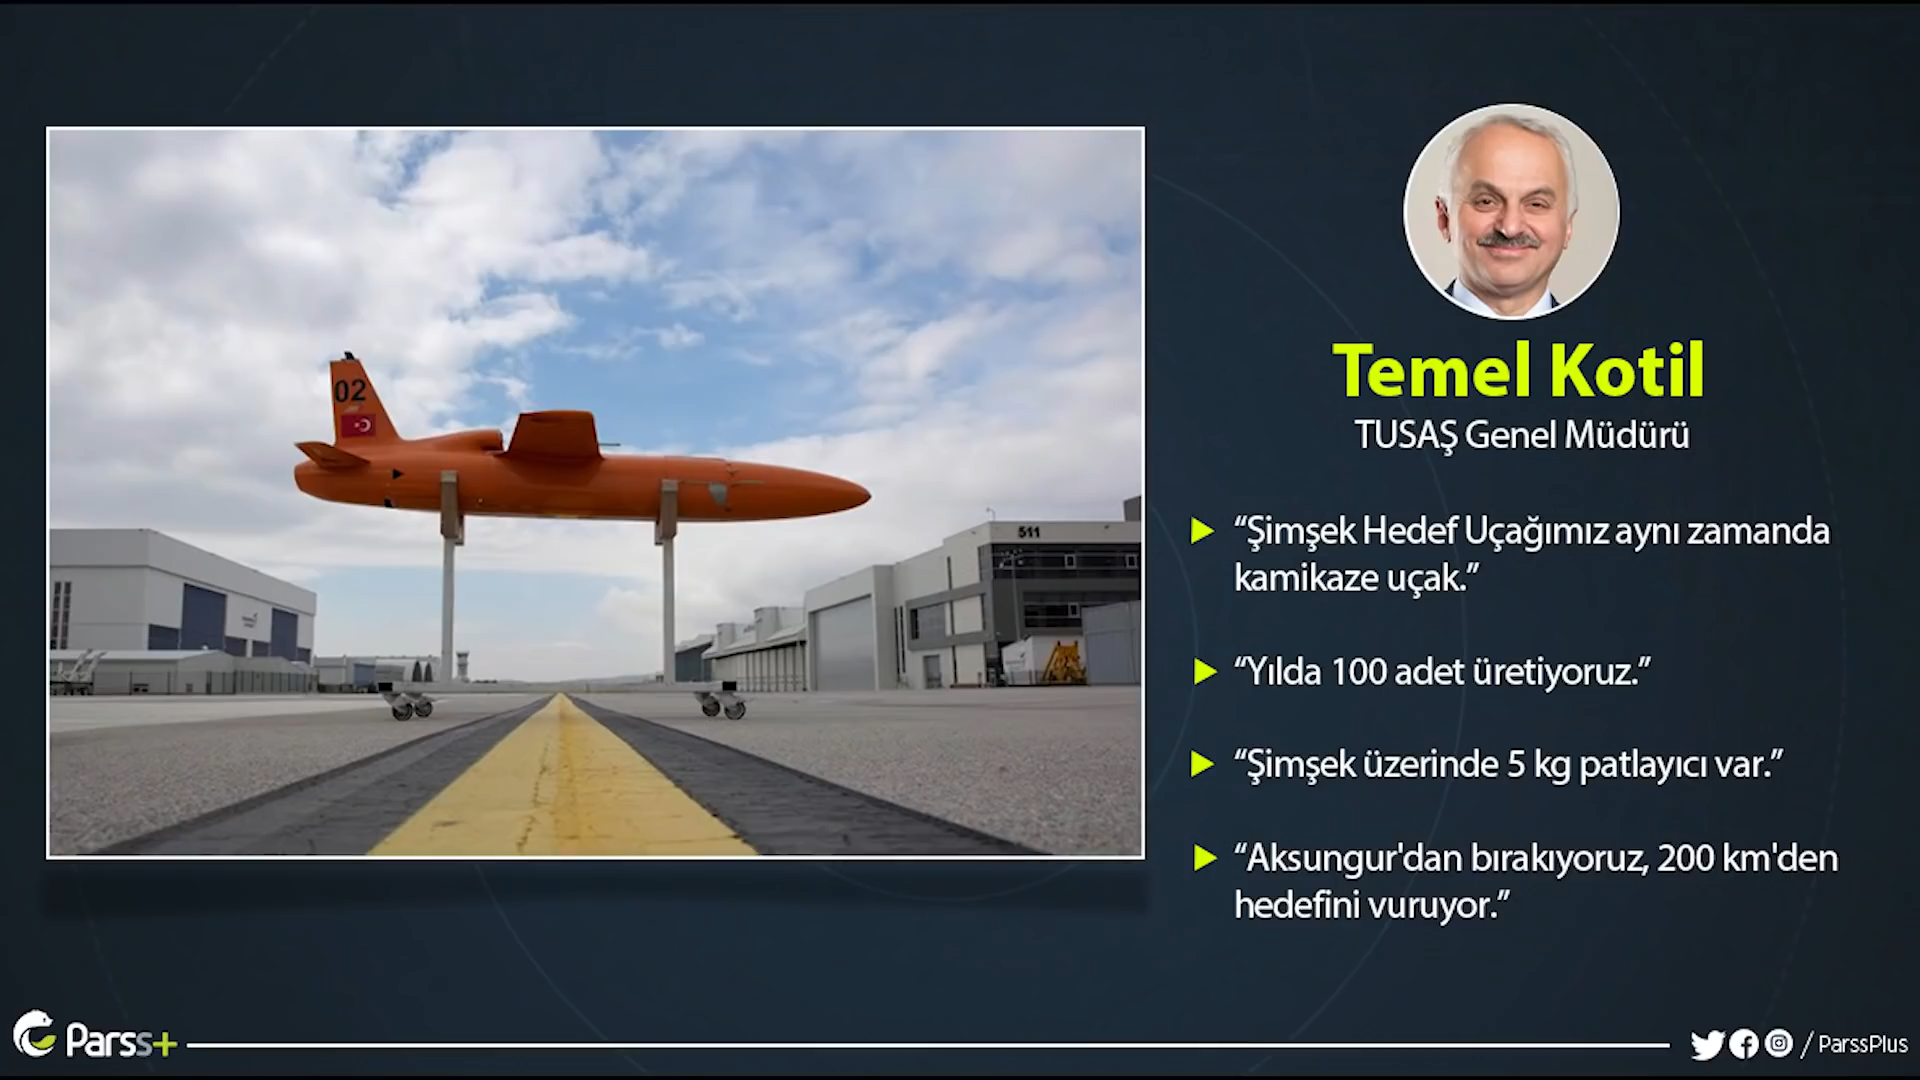 02
511
Temel Kotil
TUSAŞ Genel Müdürü
“Şimşek Hedef Uçağımız aynı zamanda
kamikaze uçak.”
“Yılda 100 adet üretiyoruz.”
“Şimşek üzerinde 5 kg patlayıcı var.”
“Aksungur'dan bırakıyoruz, 200 km'den
hedefini vuruyor.”
Parss+
/ ParssPlus